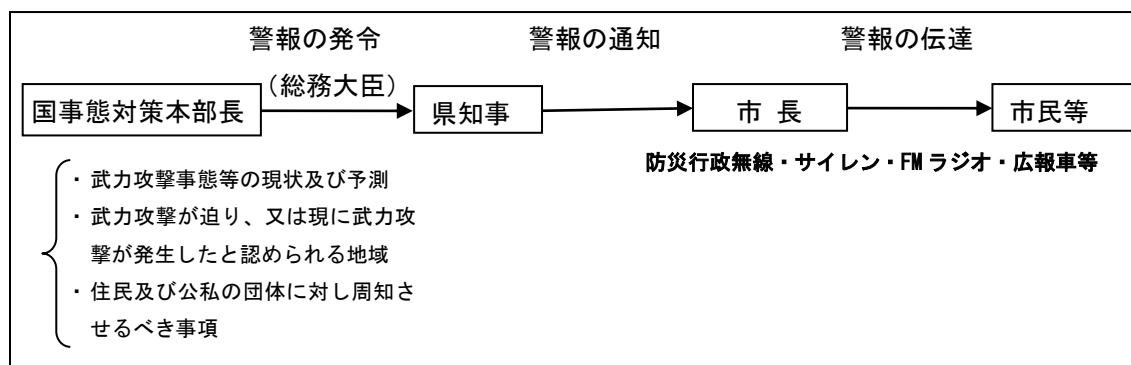 警報の発令 警報の通知 警報の伝達
(総務大臣)
国事態対策本部長 県知事 市 長 市民等
防災行政無線・サイレン・FMラジオ・広報車等
・武力攻撃事態等の現状及び予測
・武力攻撃が迫り、又は現に武力攻
撃が発生したと認められる地域
・住民及び公私の団体に対し周知さ
せるべき事項